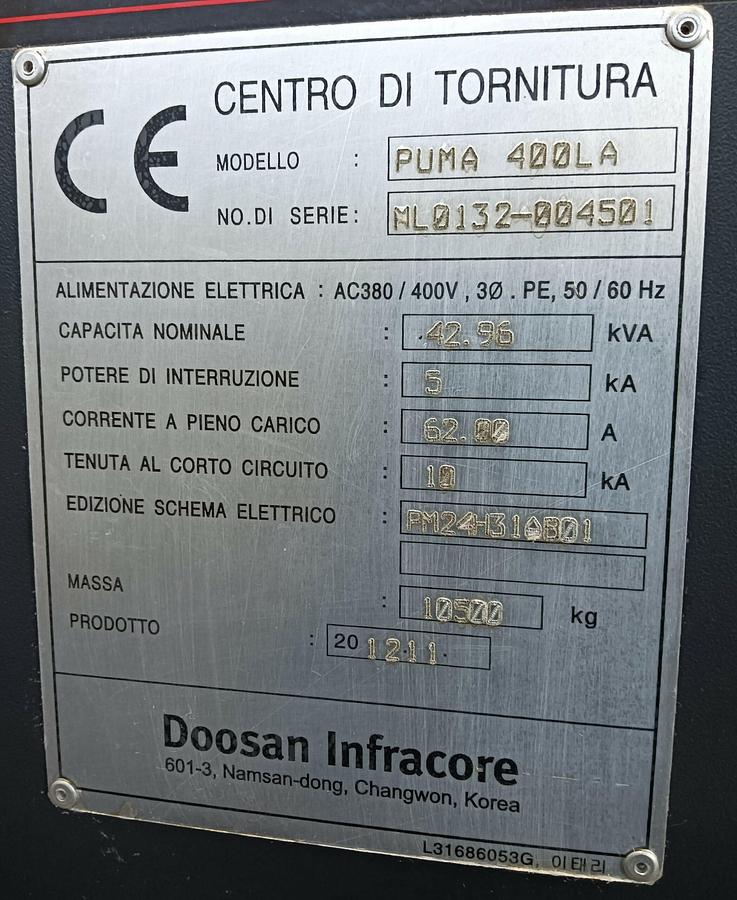 CE
CENTRO DI TORNITURA
MODELLO : PUMA 400LA
NO.DI SERIE: ML0132-004501
ALIMENTAZIONE ELETTRICA : AC380 / 400V , 3Ø . PE, 50 / 60 Hz
CAPACITA NOMINALE : 42.96 kVA
POTERE DI INTERRUZIONE : 5 kA
CORRENTE A PIENO CARICO : 62.00 A
TENUTA AL CORTO CIRCUITO : 10 kA
EDIZIONE SCHEMA ELETTRICO :
MASSA : 10500 kg
PRODOTTO : 20 12.11.
Doosan Infracore
601-3, Namsan-dong, Changwon, Korea
L31686053G, 이태리